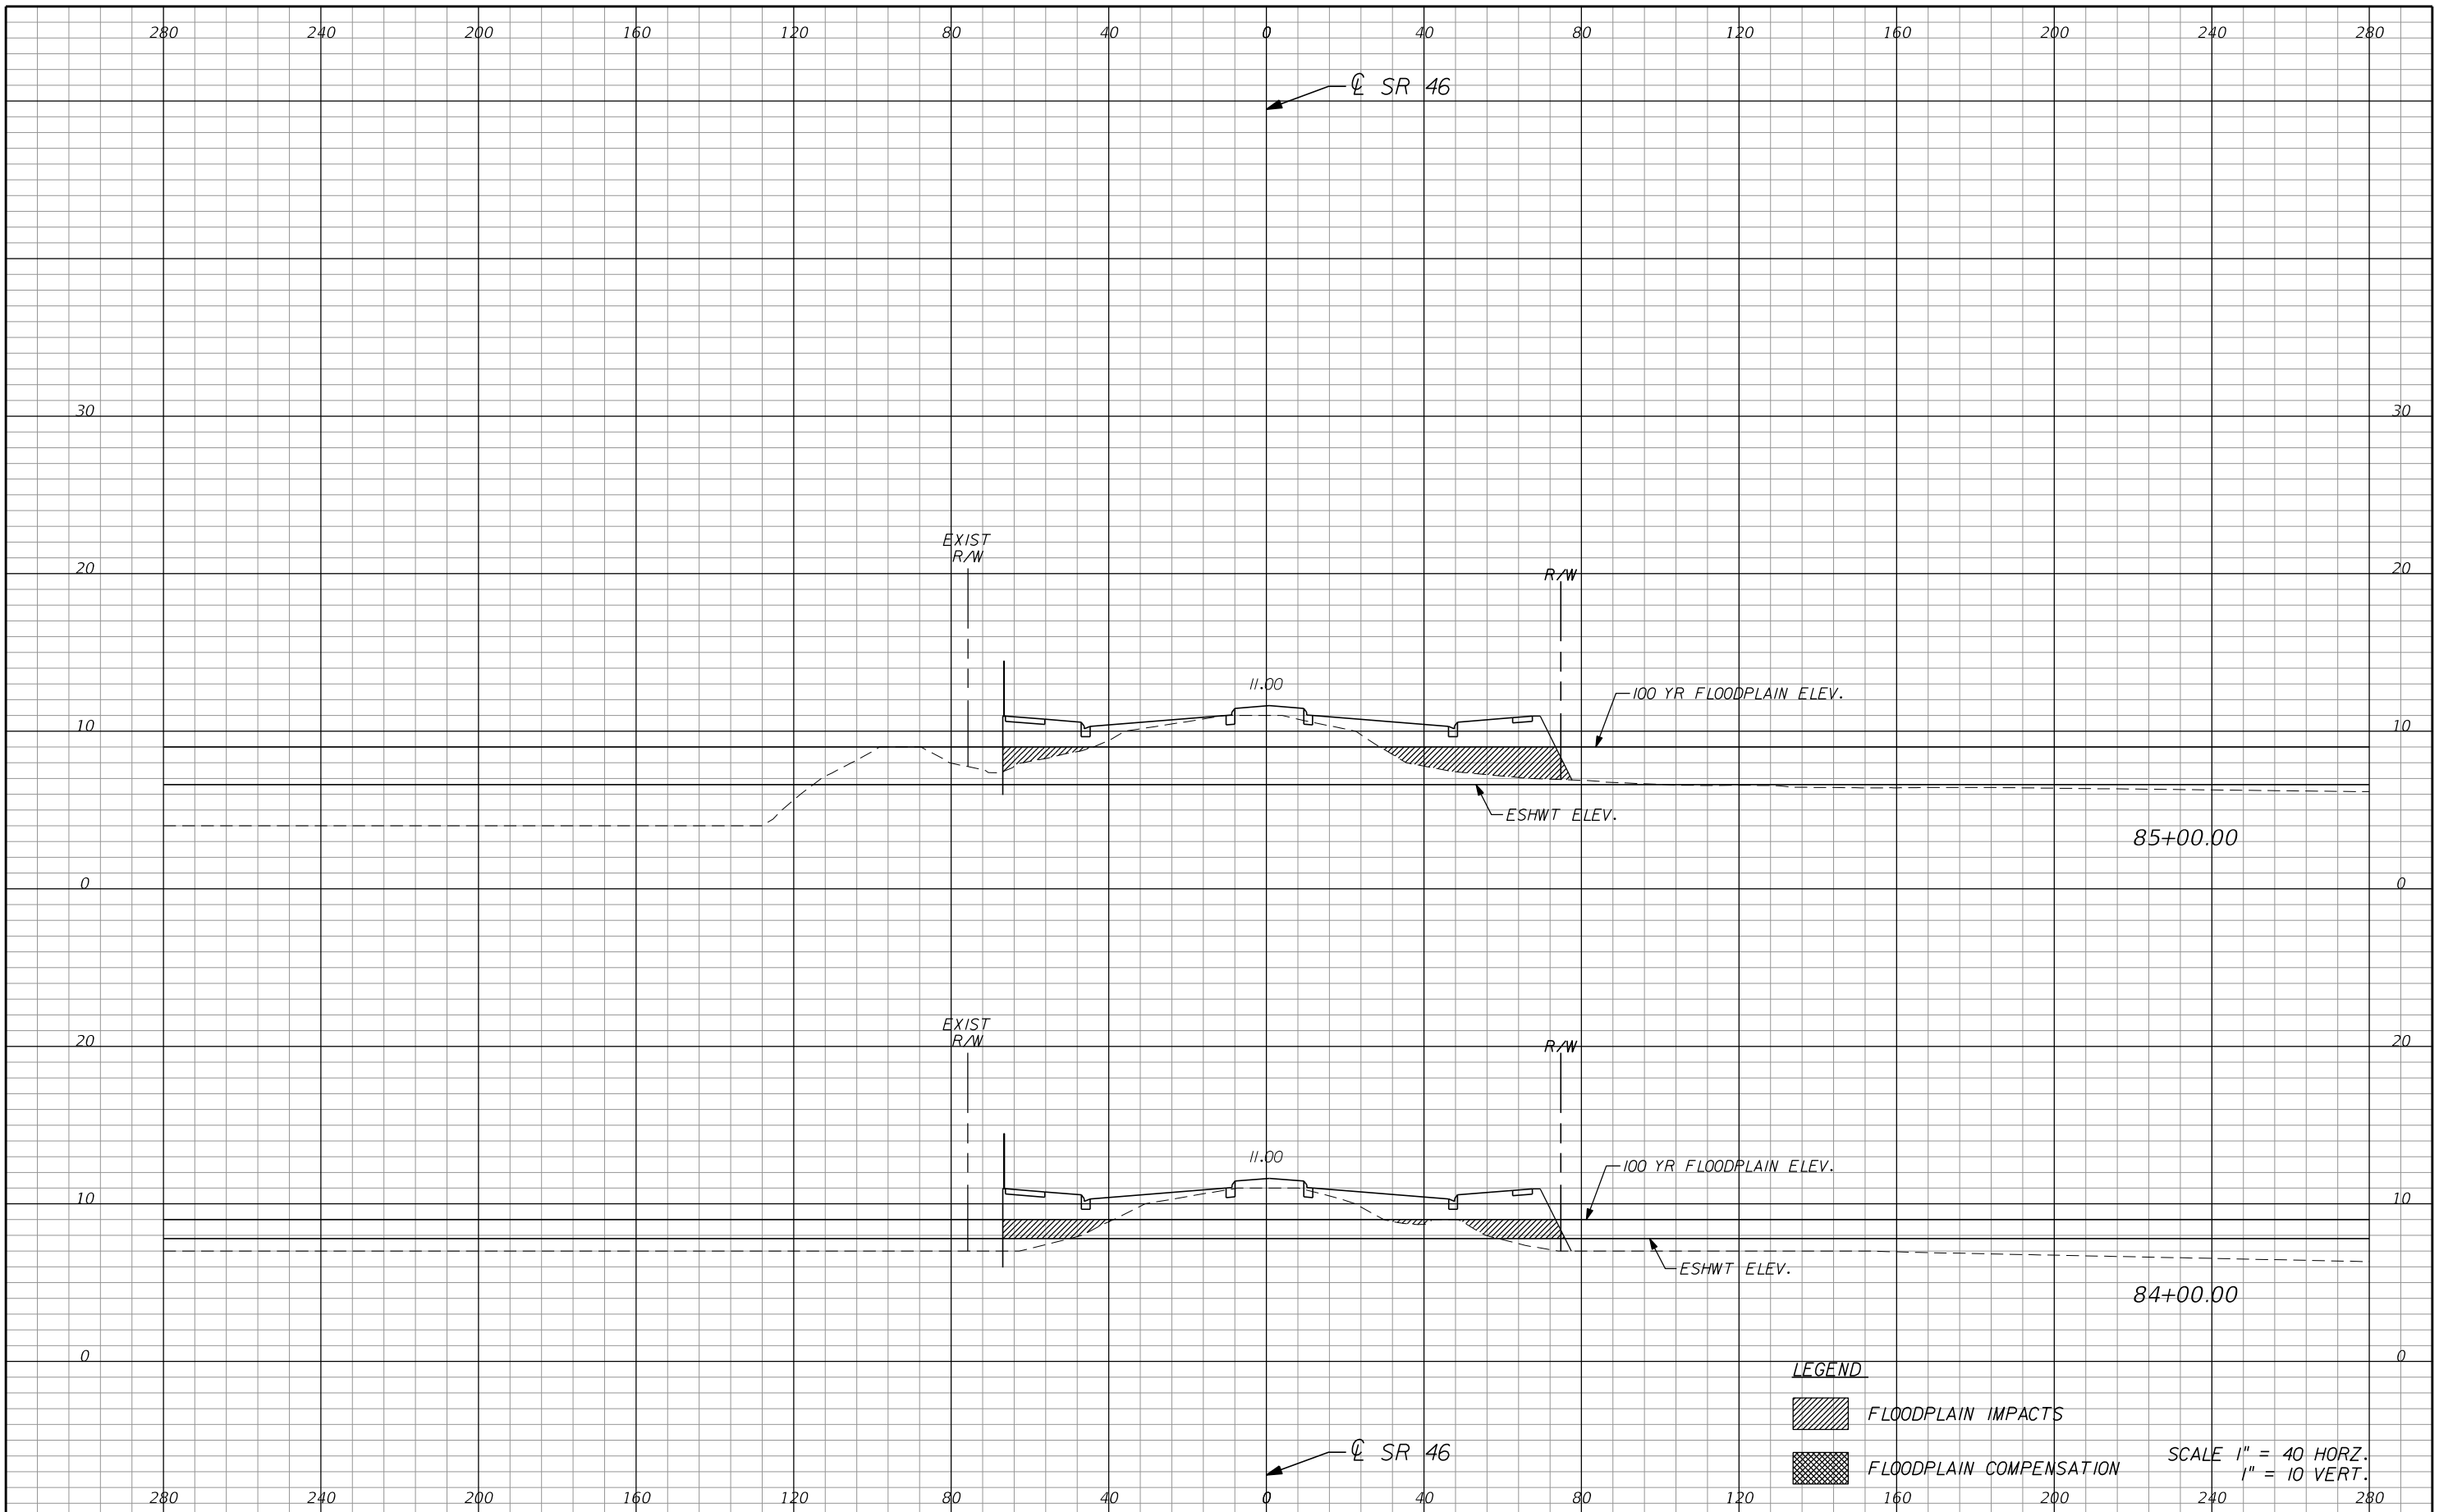 280 240 200 160 120 80 40 0 40 80 120 160 200 240 280
℄ SR 46
30 30
EXIST
R/W
20 R/W 20
11.00
100 YR FLOODPLAIN ELEV.
10 10
ESHWT ELEV.
85+00.00
0 0
EXIST
R/W
20 R/W 20
11.00
100 YR FLOODPLAIN ELEV.
10 10
ESHWT ELEV.
84+00.00
0 0
LEGEND
FLOODPLAIN IMPACTS
℄ SR 46
FLOODPLAIN COMPENSATION
SCALE 1" = 40 HORZ.
1" = 10 VERT.
280 240 200 160 120 80 40 0 40 80 120 160 200 240 280